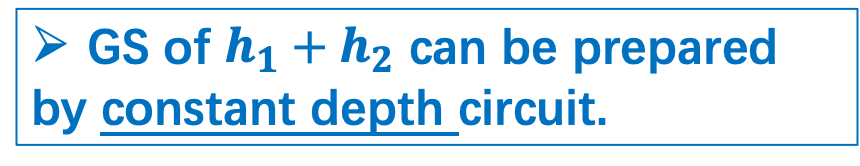 ➢ GS of h₁ + h₂ can be prepared
by constant depth circuit.